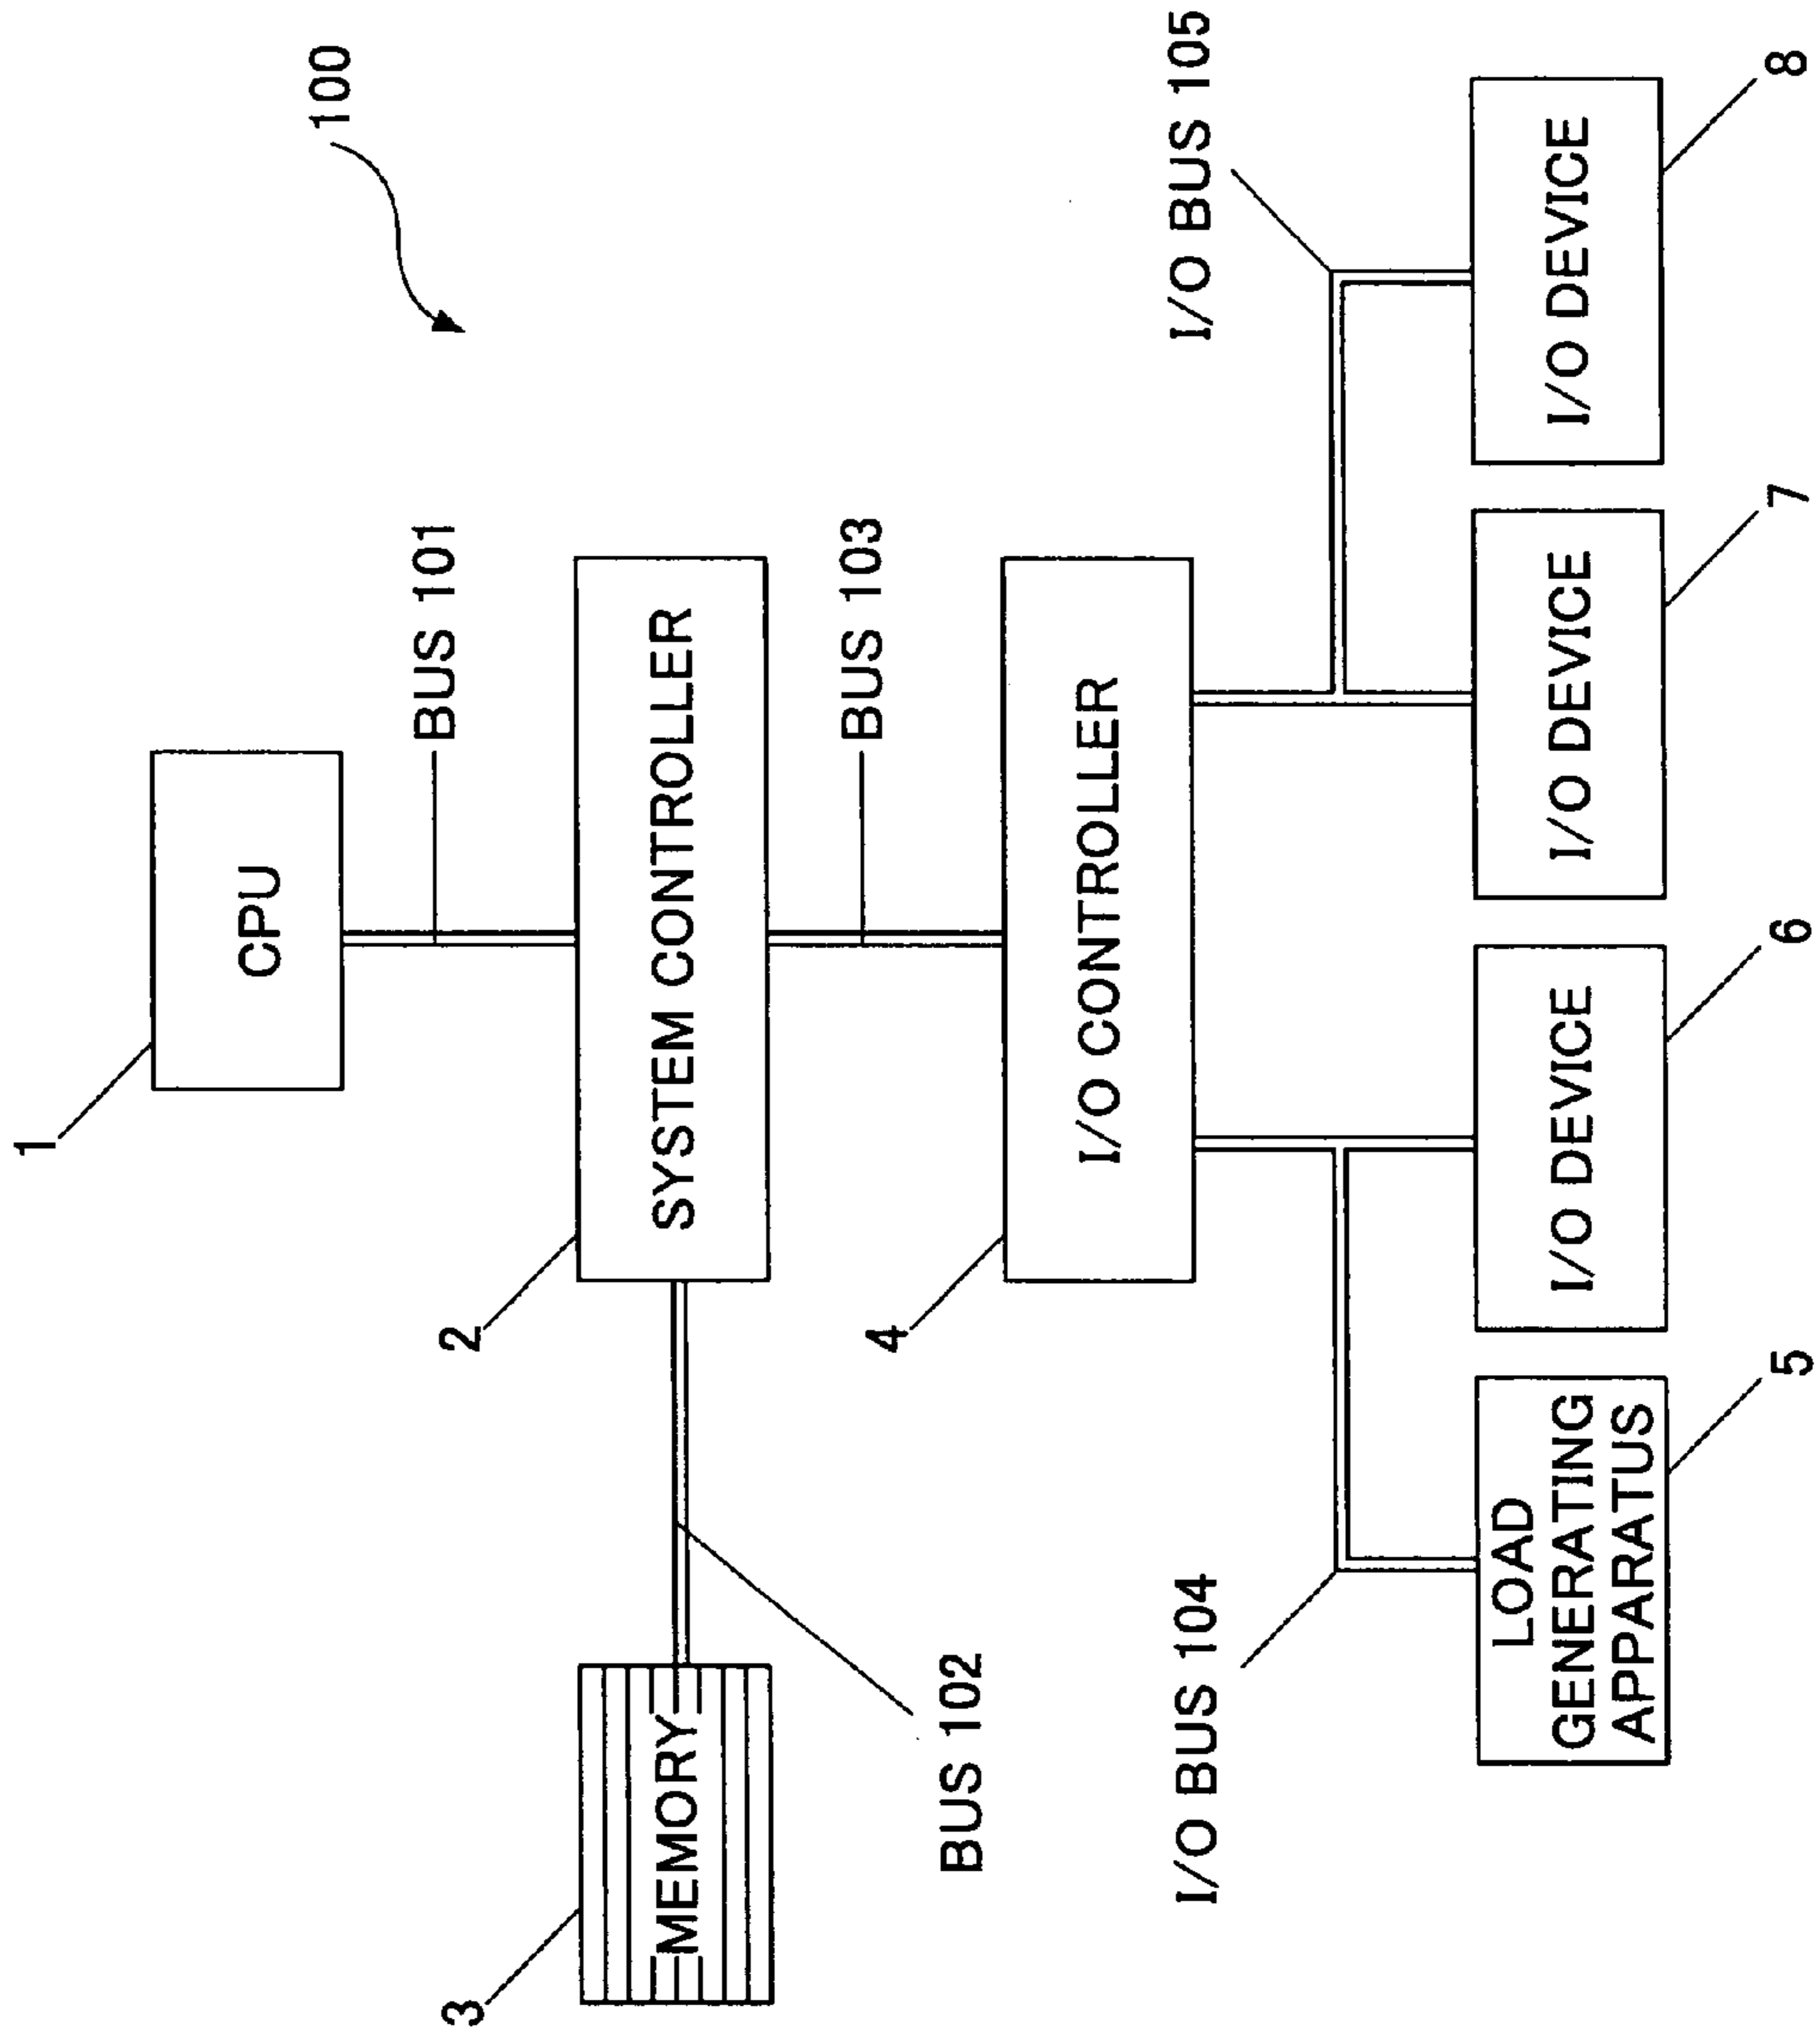 100
1
CPU
BUS 101
2
SYSTEM CONTROLLER
3
MEMORY
BUS 102
BUS 103
4
I/O CONTROLLER
I/O BUS 104
I/O BUS 105
LOAD
GENERATING
APPARATUS
5
I/O DEVICE
6
I/O DEVICE
7
I/O DEVICE
8